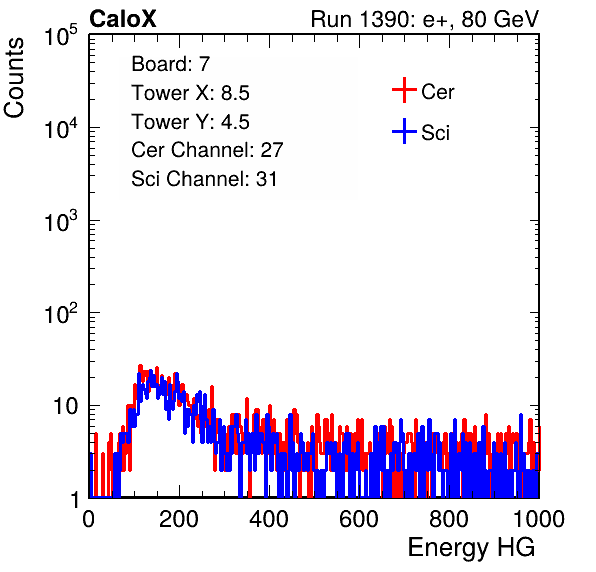 CaloX Run 1390: e+, 80 GeV
Counts
10^5
10^4
10^3
10^2
10
1
Board: 7
Tower X: 8.5
Tower Y: 4.5
Cer Channel: 27
Sci Channel: 31
Cer
Sci
0 200 400 600 800 1000
Energy HG